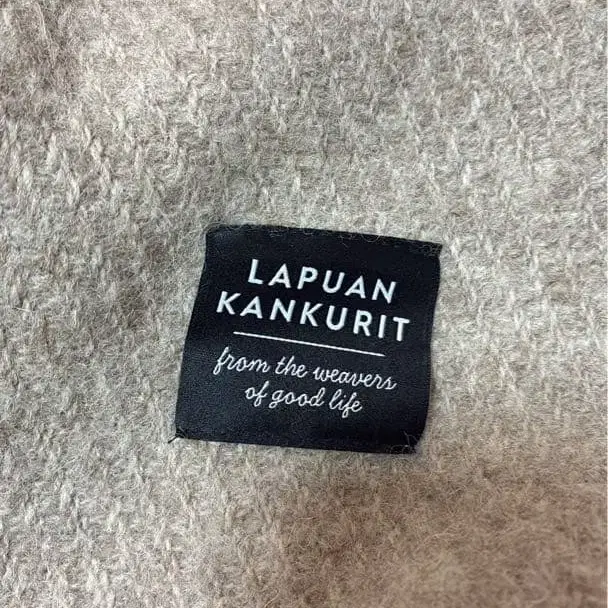 LAPUAN
KANKURIT
from the weavers
of good life